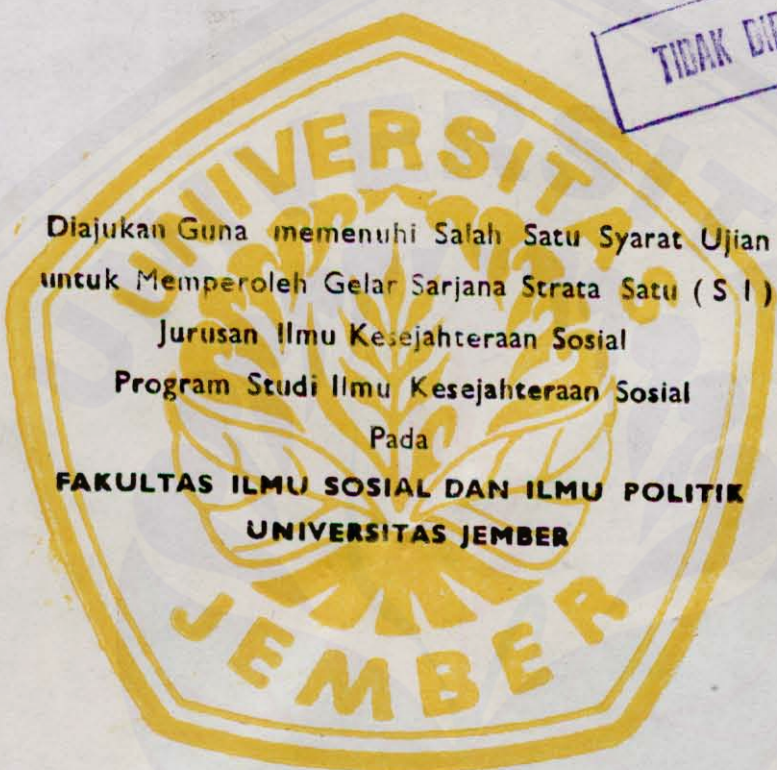 TIDAK
Diajukan Guna memenuhi Salah Satu Syarat Ujian
untuk Memperoleh Gelar Sarjana Strata Satu ( S I )
Jurusan Ilmu Kesejahteraan Sosial
Program Studi Ilmu Kesejahteraan Sosial
Pada
FAKULTAS ILMU SOSIAL DAN ILMU POLITIK
UNIVERSITAS JEMBER
UNIVERSITAS
JEMBER